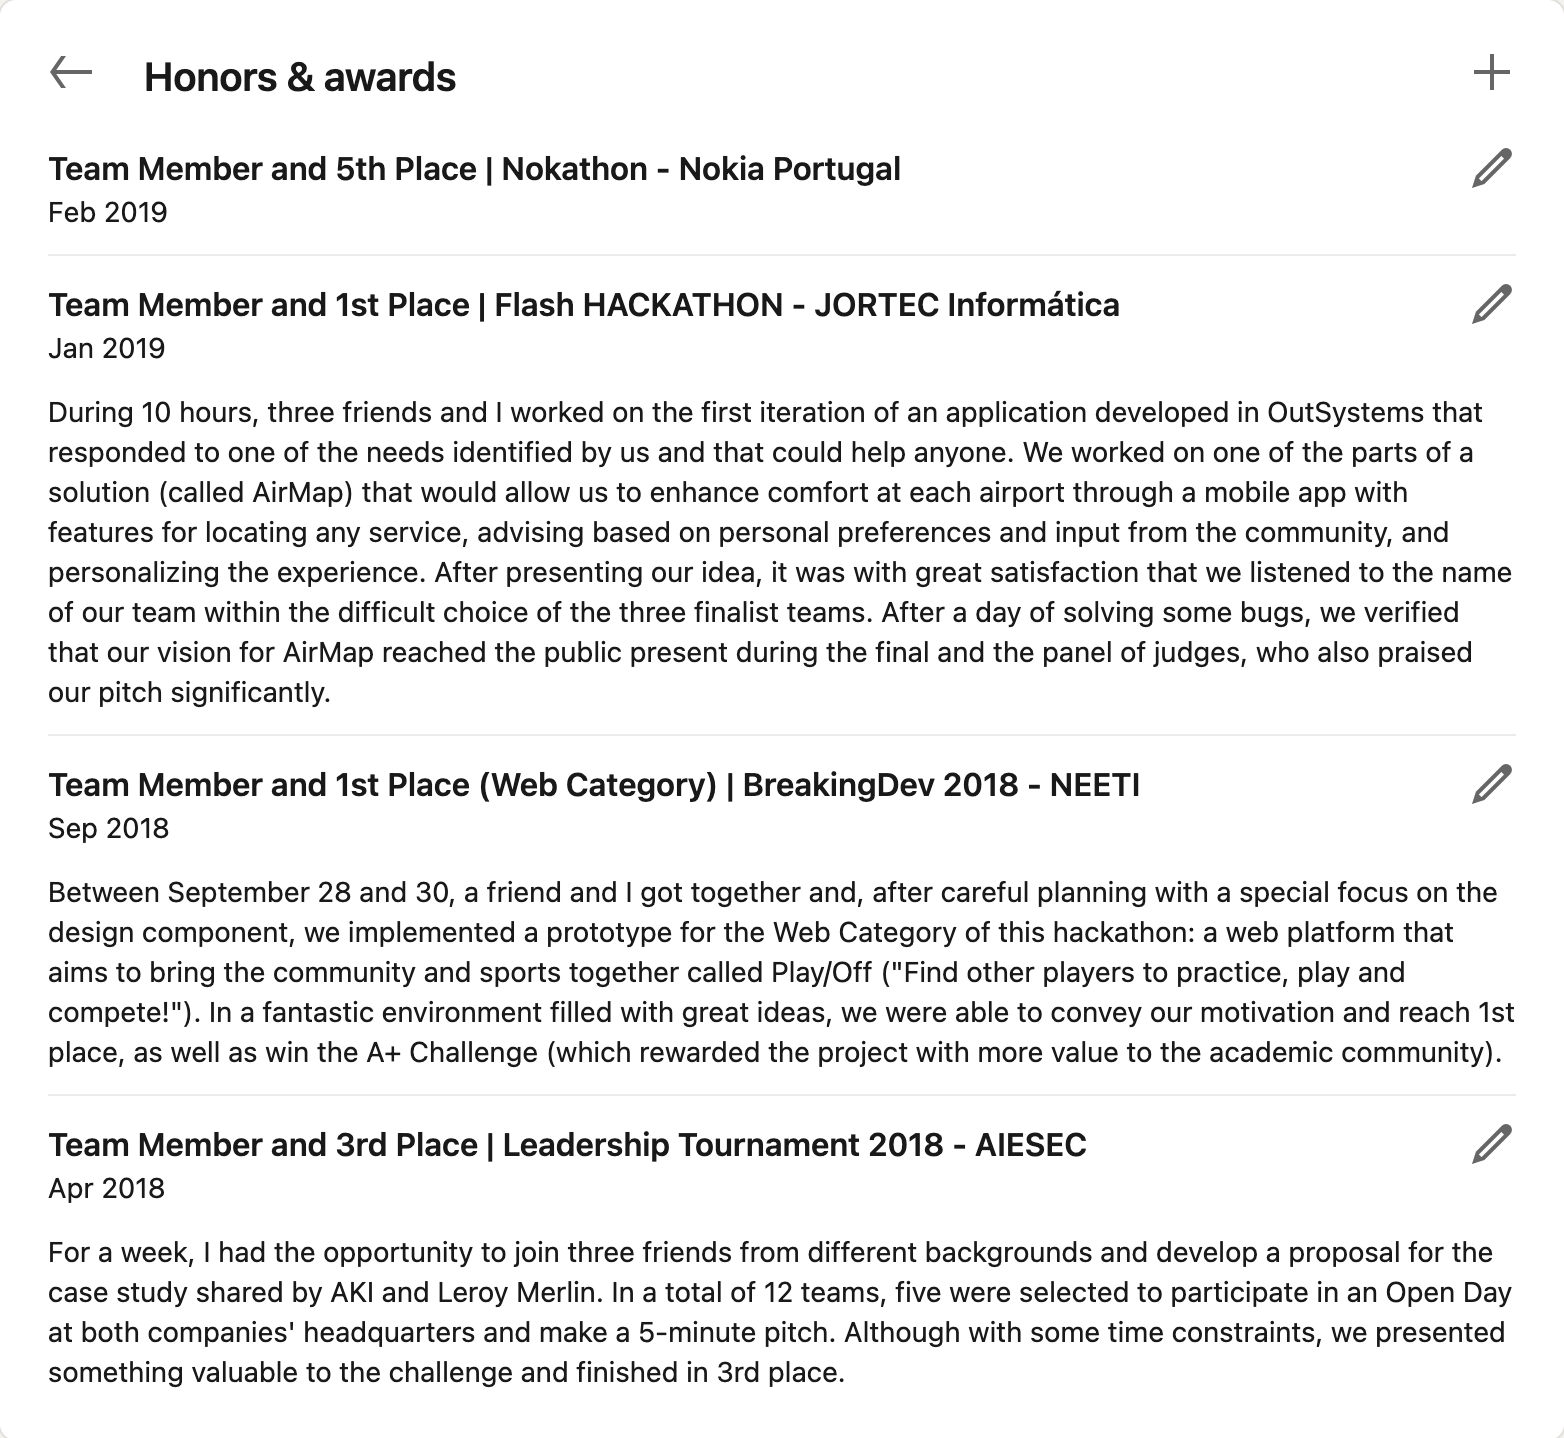 Honors & awards
Team Member and 5th Place | Nokathon - Nokia Portugal
Feb 2019
Team Member and 1st Place | Flash HACKATHON - JORTEC Informática
Jan 2019
During 10 hours, three friends and I worked on the first iteration of an application developed in OutSystems that
responded to one of the needs identified by us and that could help anyone. We worked on one of the parts of a
solution (called AirMap) that would allow us to enhance comfort at each airport through a mobile app with
features for locating any service, advising based on personal preferences and input from the community, and
personalizing the experience. After presenting our idea, it was with great satisfaction that we listened to the name
of our team within the difficult choice of the three finalist teams. After a day of solving some bugs, we verified
that our vision for AirMap reached the public present during the final and the panel of judges, who also praised
our pitch significantly.
Team Member and 1st Place (Web Category) | BreakingDev 2018 - NEETI
Sep 2018
Between September 28 and 30, a friend and I got together and, after careful planning with a special focus on the
design component, we implemented a prototype for the Web Category of this hackathon: a web platform that
aims to bring the community and sports together called Play/Off ("Find other players to practice, play and
compete!"). In a fantastic environment filled with great ideas, we were able to convey our motivation and reach 1st
place, as well as win the A+ Challenge (which rewarded the project with more value to the academic community).
Team Member and 3rd Place | Leadership Tournament 2018 - AIESEC
Apr 2018
For a week, I had the opportunity to join three friends from different backgrounds and develop a proposal for the
case study shared by AKI and Leroy Merlin. In a total of 12 teams, five were selected to participate in an Open Day
at both companies' headquarters and make a 5-minute pitch. Although with some time constraints, we presented
something valuable to the challenge and finished in 3rd place.